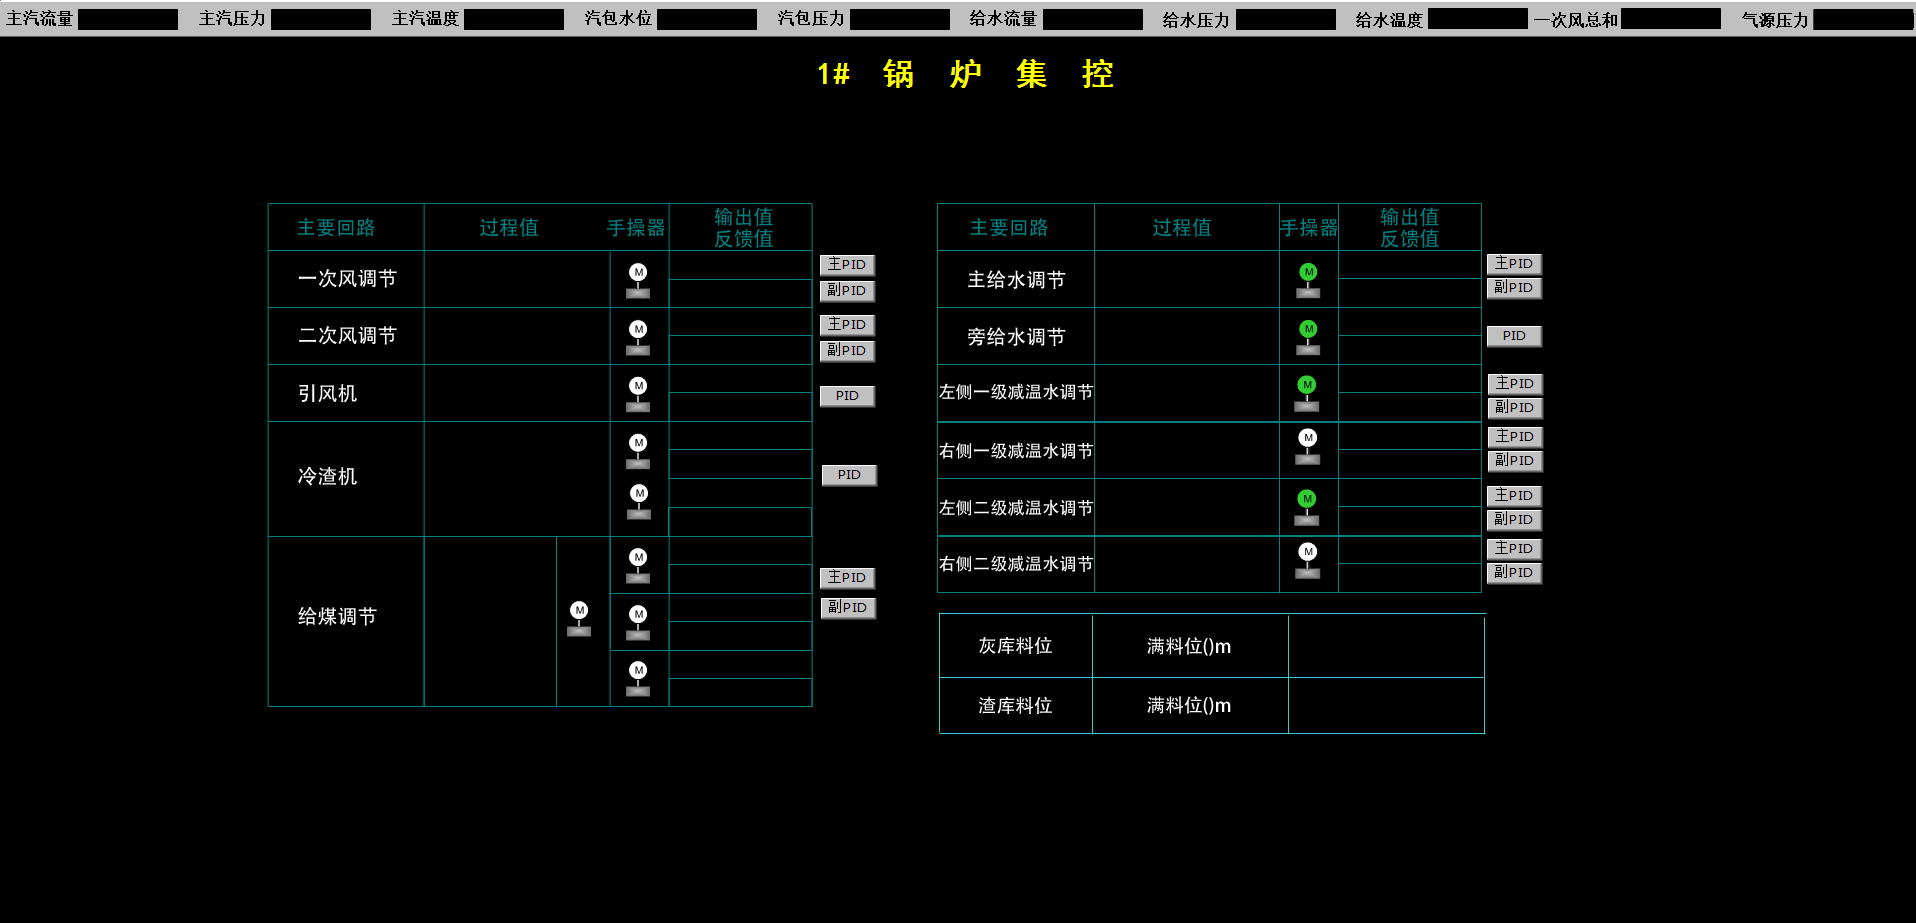 主汽流量 主汽压力 主汽温度 汽包水位 汽包压力 给水流量 给水压力 给水温度 一次风总和 气源压力
1# 锅 炉 集 控
主要回路 过程值 手操器 输出值 反馈值
一次风调节 M 主PID 副PID
二次风调节 M 主PID 副PID
引风机 M PID
冷渣机 M M PID
给煤调节 M M M M 主PID 副PID
主要回路 过程值 手操器 输出值 反馈值
主给水调节 M 主PID 副PID
旁给水调节 M PID
左侧一级减温水调节 M 主PID 副PID
右侧一级减温水调节 M 主PID 副PID
左侧二级减温水调节 M 主PID 副PID
右侧二级减温水调节 M 主PID 副PID
灰库料位 满料位()m
渣库料位 满料位()m